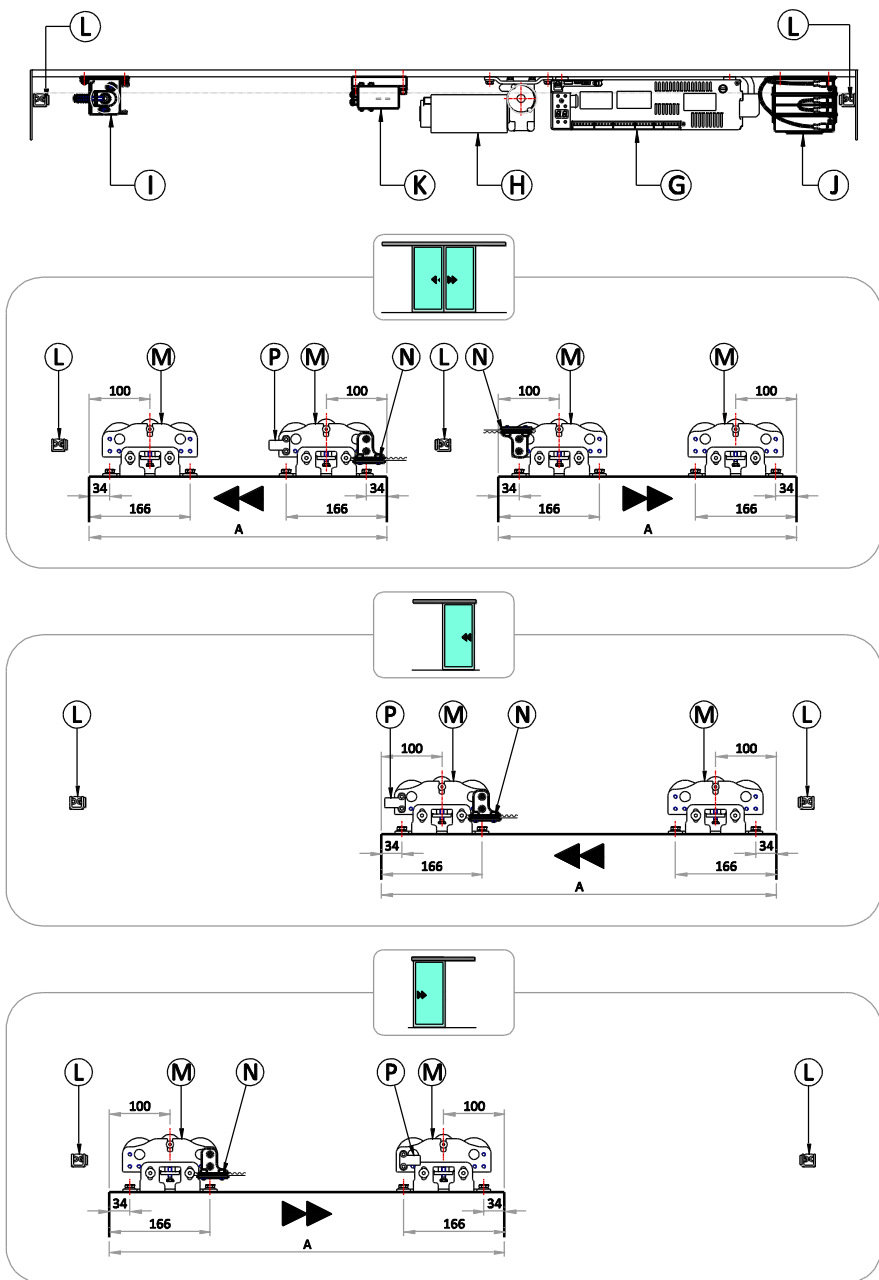 L L
I K H G J
L M P M N L N M M
100 100 100 100
34 34 34 34
166 166 166 166
A A
L P M N M L
100 100
34 34
166 166
A
L M N P M L
100 100
34 34
166 166
A